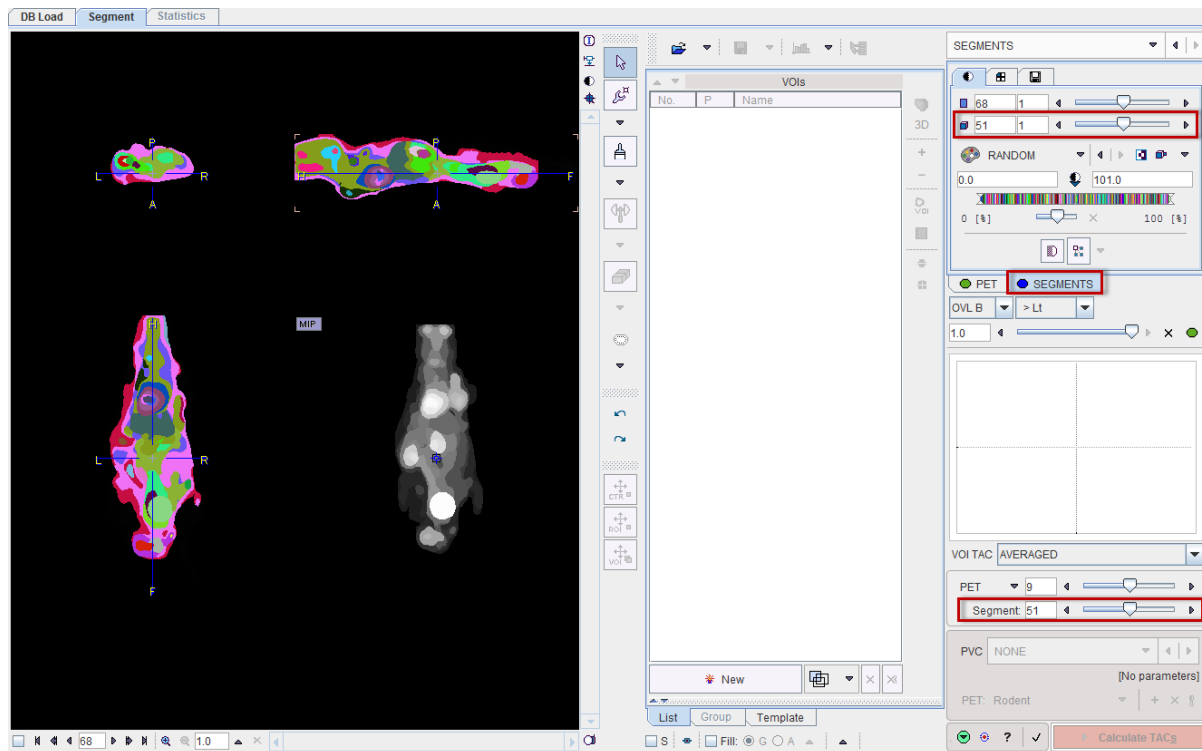 DB Load Segment Statistics
SEGMENTS
VOIs
No. P Name
3D
VOI
68 1
51 1
RANDOM
0.0 101.0
0 [%] 100 [%]
PET SEGMENTS
OVL B > Lt
1.0
P
L R
A
P
H F
A
H
L R
F
MIP
CTR
ROI
VOI
VOI TAC AVERAGED
PET 9
Segment: 51
PVC NONE
[No parameters]
PET: Rodent
New
List Group Template
68 1.0
S Fill: G A
? Calculate TACs